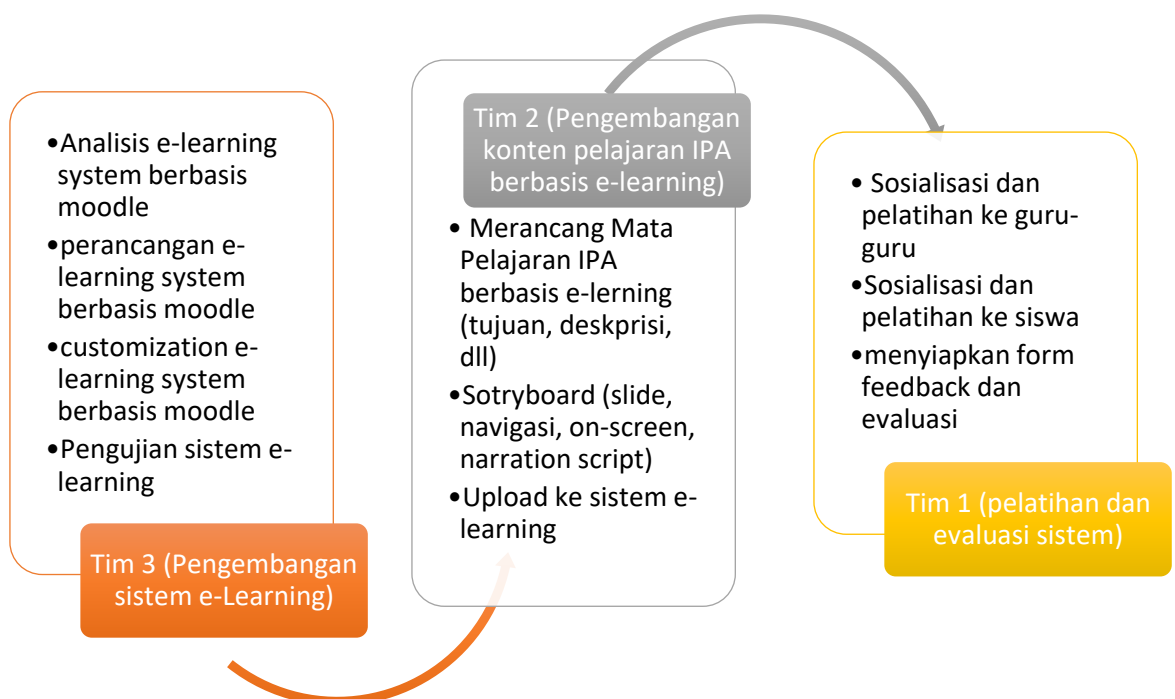 •Analisis e-learning
system berbasis
moodle
•perancangan e-
learning system
berbasis moodle
•customization e-
learning system
berbasis moodle
•Pengujian sistem e-
learning
Tim 3 (Pengembangan
sistem e-Learning)
Tim 2 (Pengembangan
konten pelajaran IPA
berbasis e-learning)
• Merancang Mata
Pelajaran IPA
berbasis e-lerning
(tujuan, deskprisi,
dll)
•Sotryboard (slide,
navigasi, on-screen,
narration script)
•Upload ke sistem e-
learning
• Sosialisasi dan
pelatihan ke guru-
guru
•Sosialisasi dan
pelatihan ke siswa
•menyiapkan form
feedback dan
evaluasi
Tim 1 (pelatihan dan
evaluasi sistem)